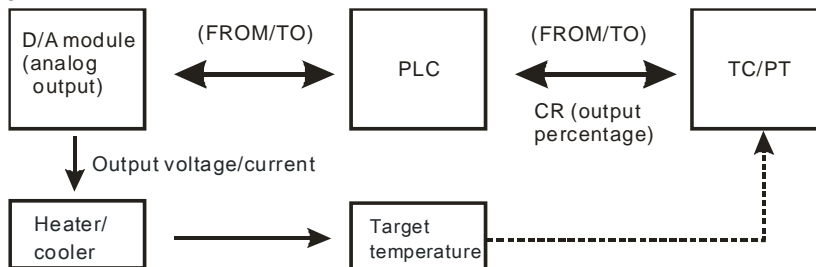 D/A module
(analog
output)
(FROM/TO)
PLC
(FROM/TO)
CR (output
percentage)
TC/PT
Output voltage/current
Heater/
cooler
Target
temperature